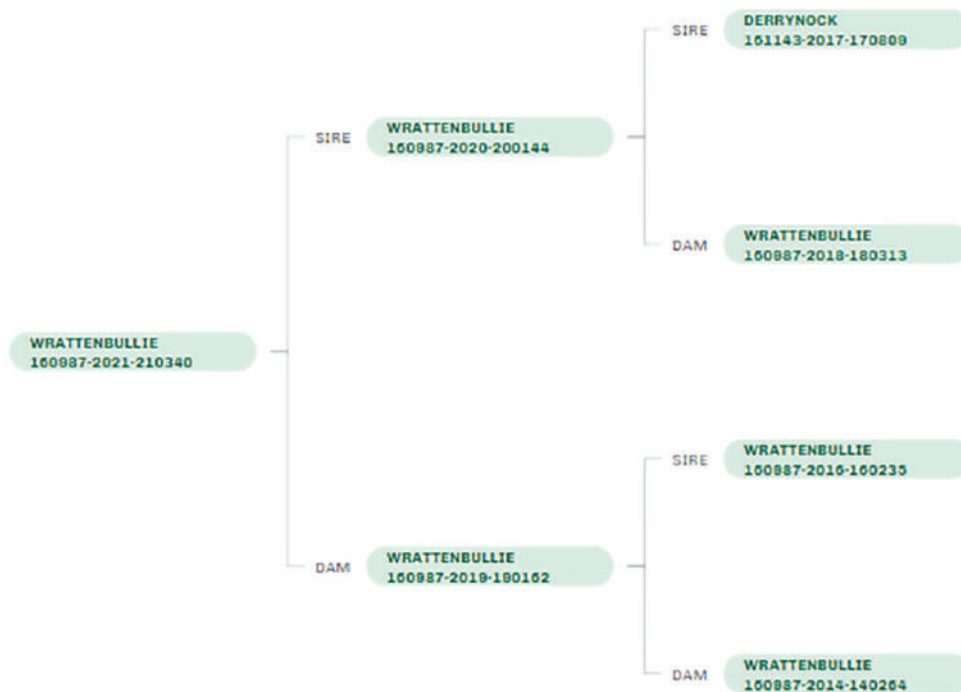 SIRE
DERRYNOCK
161143-2017-170809
SIRE
WRATTENBULLIE
160987-2020-200144
DAM
WRATTENBULLIE
160987-2018-180313
WRATTENBULLIE
160987-2021-210340
SIRE
WRATTENBULLIE
160987-2016-160235
DAM
WRATTENBULLIE
160987-2019-190162
DAM
WRATTENBULLIE
160987-2014-140264